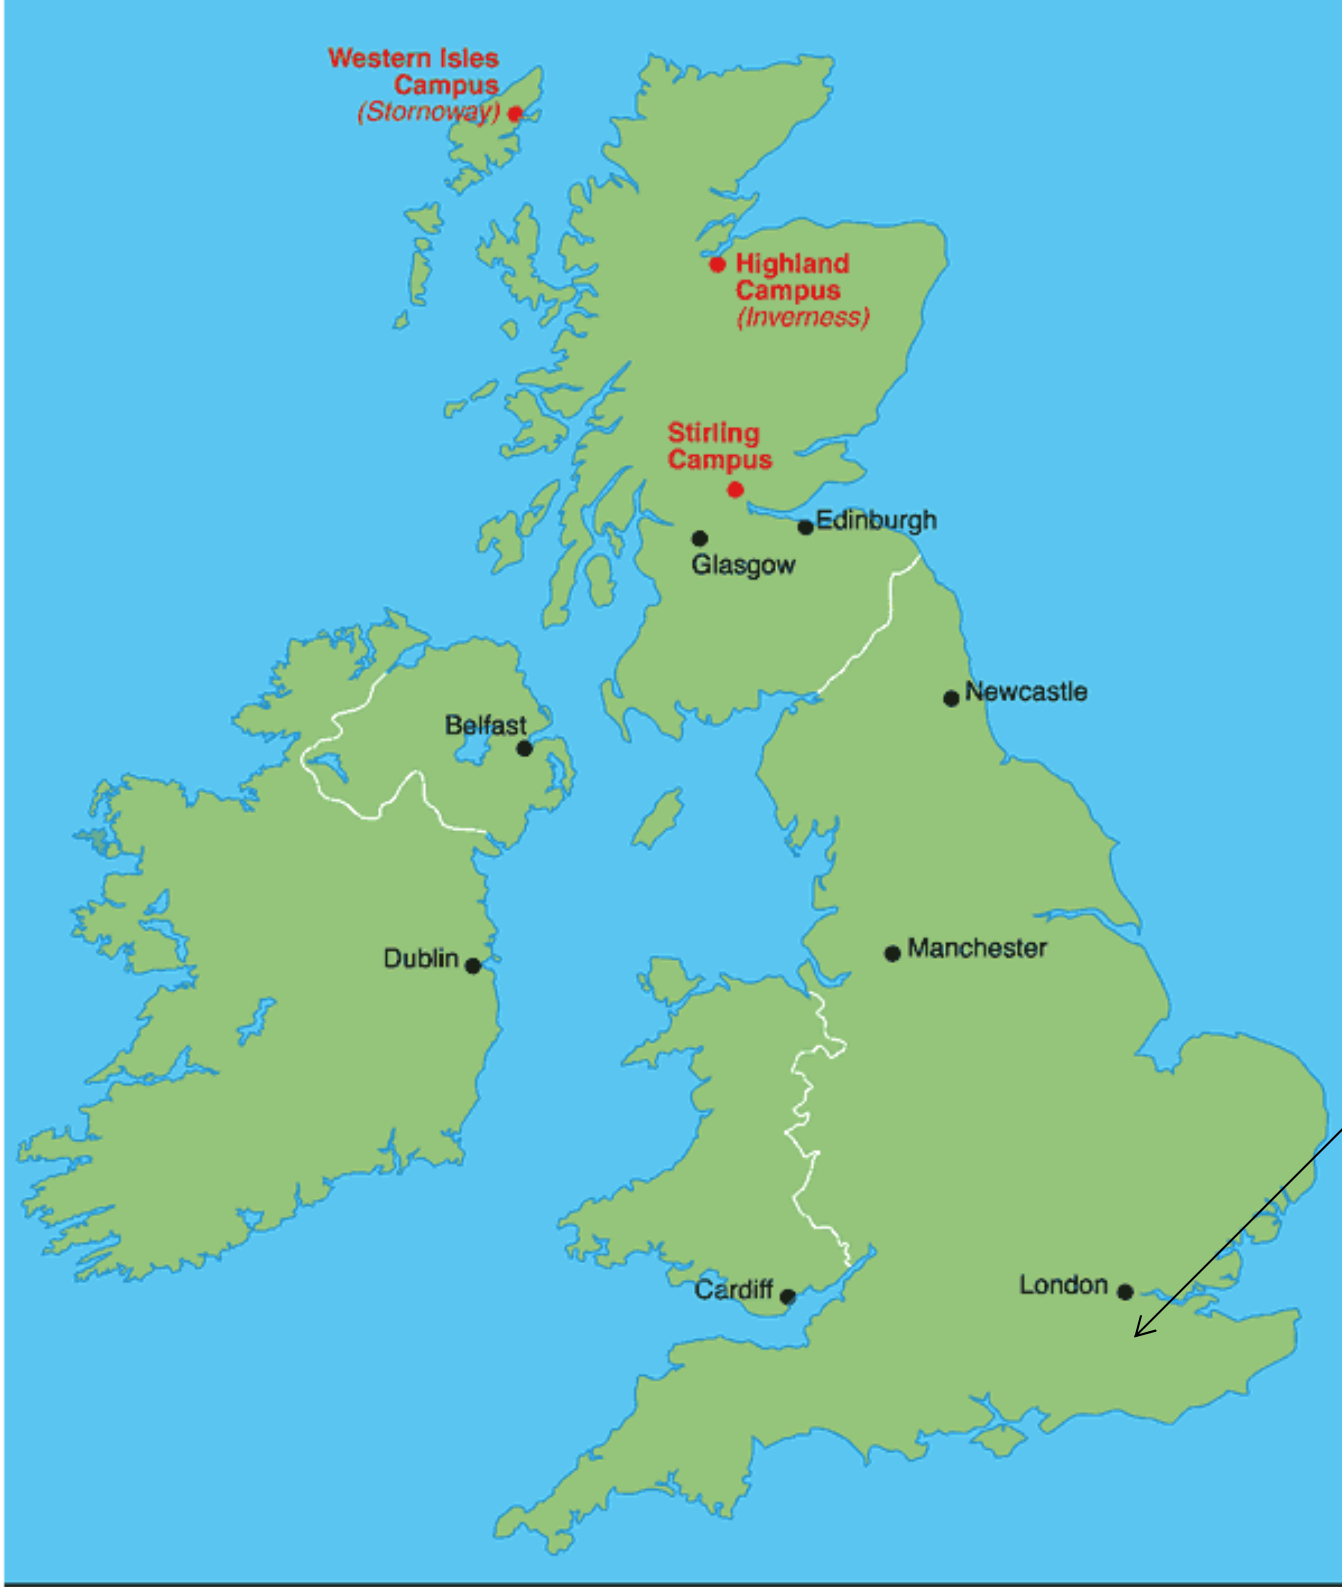 Western Isles
Campus
(Stornoway)
Highland
Campus
(Inverness)
Stirling
Campus
Edinburgh
Glasgow
Newcastle
Belfast
Manchester
Dublin
London
Cardiff